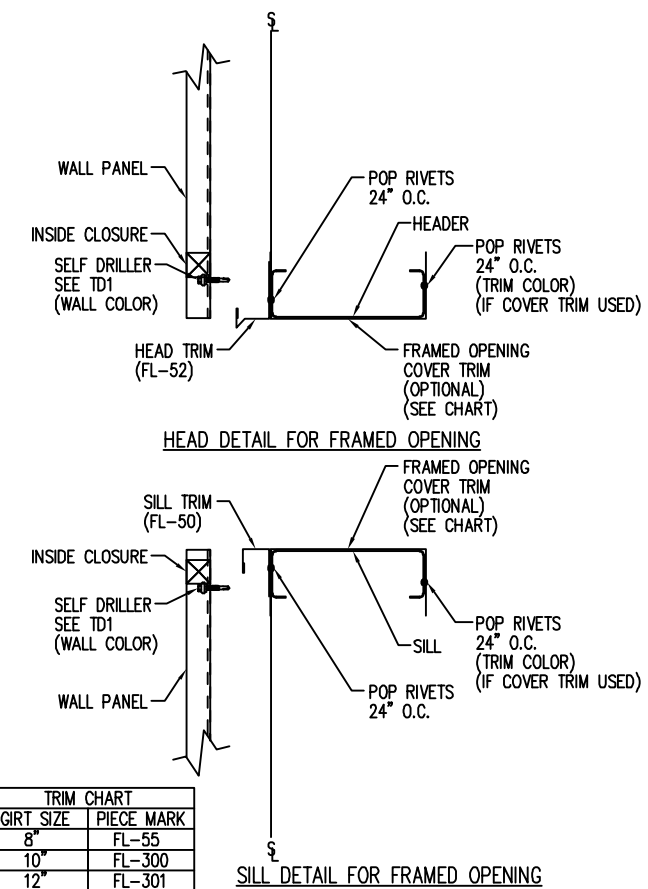 SL
WALL PANEL
POP RIVETS
24" O.C.
HEADER
INSIDE CLOSURE
POP RIVETS
24" O.C.
(TRIM COLOR)
(IF COVER TRIM USED)
SELF DRILLER
SEE TD1
(WALL COLOR)
HEAD TRIM
(FL-52)
FRAMED OPENING
COVER TRIM
(OPTIONAL)
(SEE CHART)
HEAD DETAIL FOR FRAMED OPENING
FRAMED OPENING
COVER TRIM
(OPTIONAL)
(SEE CHART)
SILL TRIM
(FL-50)
INSIDE CLOSURE
SELF DRILLER
SEE TD1
(WALL COLOR)
POP RIVETS
24" O.C.
(TRIM COLOR)
(IF COVER TRIM USED)
SILL
WALL PANEL
POP RIVETS
24" O.C.
TRIM CHART
GIRT SIZE PIECE MARK
8" FL-55
10" FL-300
12" FL-301
SL
SILL DETAIL FOR FRAMED OPENING